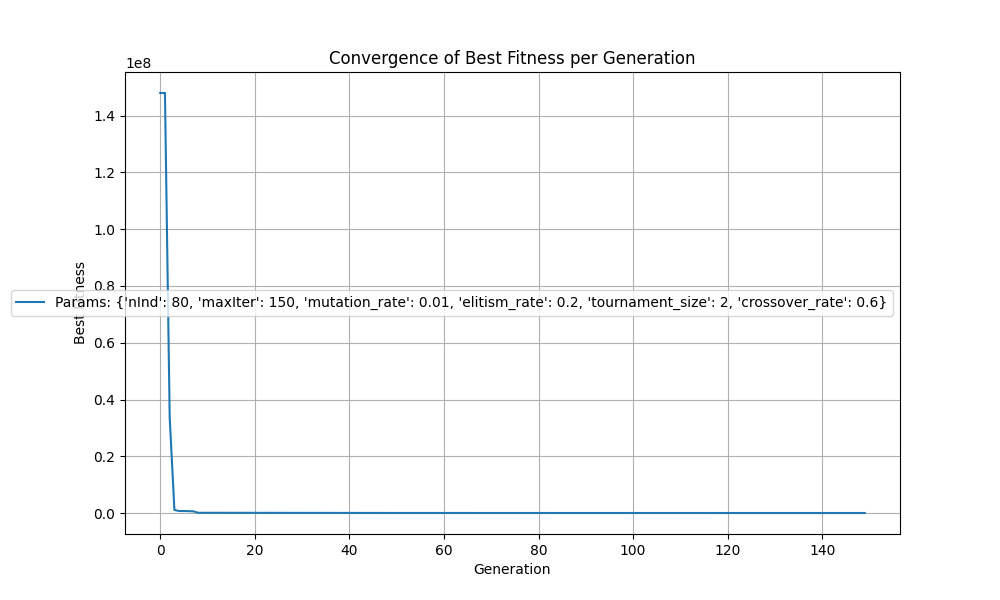 Convergence of Best Fitness per Generation
1e8
1.4
1.2
1.0
0.8
0.6
0.4
0.2
0.0
Best
Params: {'nInd': 80, 'maxIter': 150, 'mutation_rate': 0.01, 'elitism_rate': 0.2, 'tournament_size': 2, 'crossover_rate': 0.6}
0 20 40 60 80 100 120 140
Generation